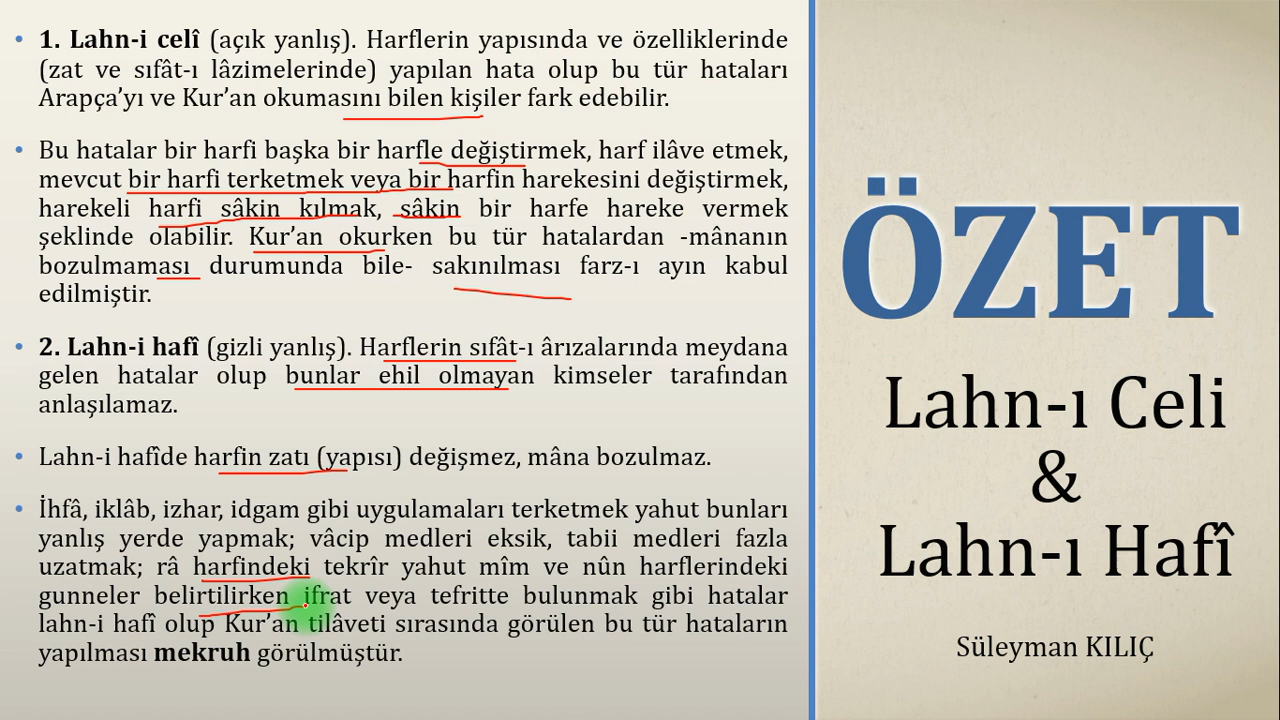 • 1. Lahn-i celî (açık yanlış). Harflerin yapısında ve özelliklerinde
(zat ve sıfât-ı lâzimelerinde) yapılan hata olup bu tür hataları
Arapça’yı ve Kur’an okumasını bilen kişiler fark edebilir.
• Bu hatalar bir harfi başka bir harfle değiştirmek, harf ilâve etmek,
mevcut bir harfi terketmek veya bir harfin harekesini değiştirmek,
harekeli harfi sâkin kılmak, sâkin bir harfe hareke vermek
şeklinde olabilir. Kur’an okurken bu tür hatalardan -mânanın
bozulmaması durumunda bile- sakınılması farz-ı ayın kabul
edilmiştir.
• 2. Lahn-i hafî (gizli yanlış). Harflerin sıfât-ı ârızalarında meydana
gelen hatalar olup bunlar ehil olmayan kimseler tarafından
anlaşılamaz.
• Lahn-i hafîde harfin zatı (yapısı) değişmez, mâna bozulmaz.
• İhfâ, iklâb, izhar, idgam gibi uygulamaları terketmek yahut bunları
yanlış yerde yapmak; vâcip medleri eksik, tabii medleri fazla
uzatmak; râ harfindeki tekrîr yahut mîm ve nûn harflerindeki
gunneler belirtilirken ifrat veya tefritte bulunmak gibi hatalar
lahn-i hafî olup Kur’an tilâveti sırasında görülen bu tür hataların
yapılması mekruh görülmüştür.
ÖZET
Lahn-ı Celi
&
Lahn-ı Hafî
Süleyman KILIÇ